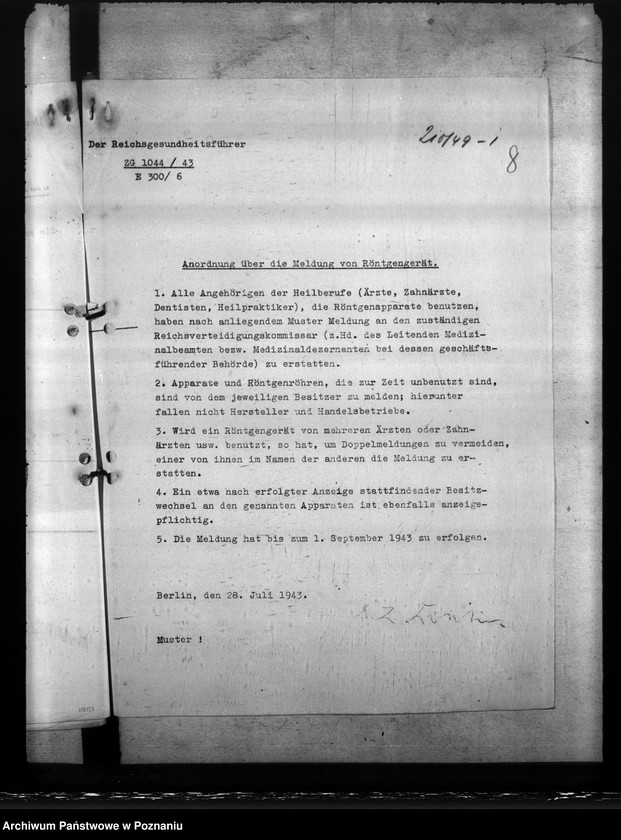 210/49-1
8
Der Reichsgesundheitsführer
ZG 1044 / 43
E 300/ 6
Anordnung über die Meldung von Röntgengerät.
1. Alle Angehörigen der Heilberufe (Ärzte, Zahnärzte,
Dentisten, Heilpraktiker), die Röntgenapparate benutzen,
haben nach anliegendem Muster Meldung an den zuständigen
Reichsverteidigungskommissar (z.Hd. des Leitenden Medizi-
nalbeamten bezw. Medizinaldezernenten bei dessen geschäfts-
führender Behörde) zu erstatten.
2. Apparate und Röntgenröhren, die zur Zeit unbenutzt sind,
sind von dem jeweiligen Besitzer zu melden; hierunter
fallen nicht Hersteller und Handelsbetriebe.
3. Wird ein Röntgengerät von mehreren Ärzten oder Zahn-
ärzten usw. benutzt, so hat, um Doppelmeldungen zu vermeiden,
einer von ihnen im Namen der anderen die Meldung zu er-
statten.
4. Ein etwa nach erfolgter Anzeige stattfindender Besitz-
wechsel an den genannten Apparaten ist ebenfalls anzeige-
pflichtig.
5. Die Meldung hat bis zum 1. September 1943 zu erfolgen.
Berlin, den 28. Juli 1943.
Muster !
Archiwum Państwowe w Poznaniu